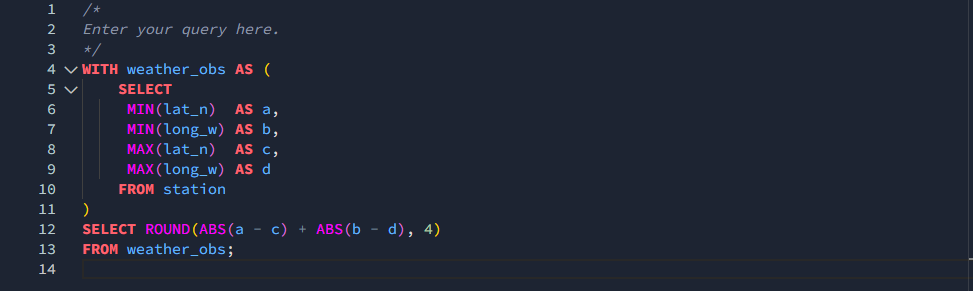 1 /*
2 Enter your query here.
3 */
4 WITH weather_obs AS (
5 SELECT
6 MIN(lat_n) AS a,
7 MIN(long_w) AS b,
8 MAX(lat_n) AS c,
9 MAX(long_w) AS d
10 FROM station
11 )
12 SELECT ROUND(ABS(a - c) + ABS(b - d), 4)
13 FROM weather_obs;
14